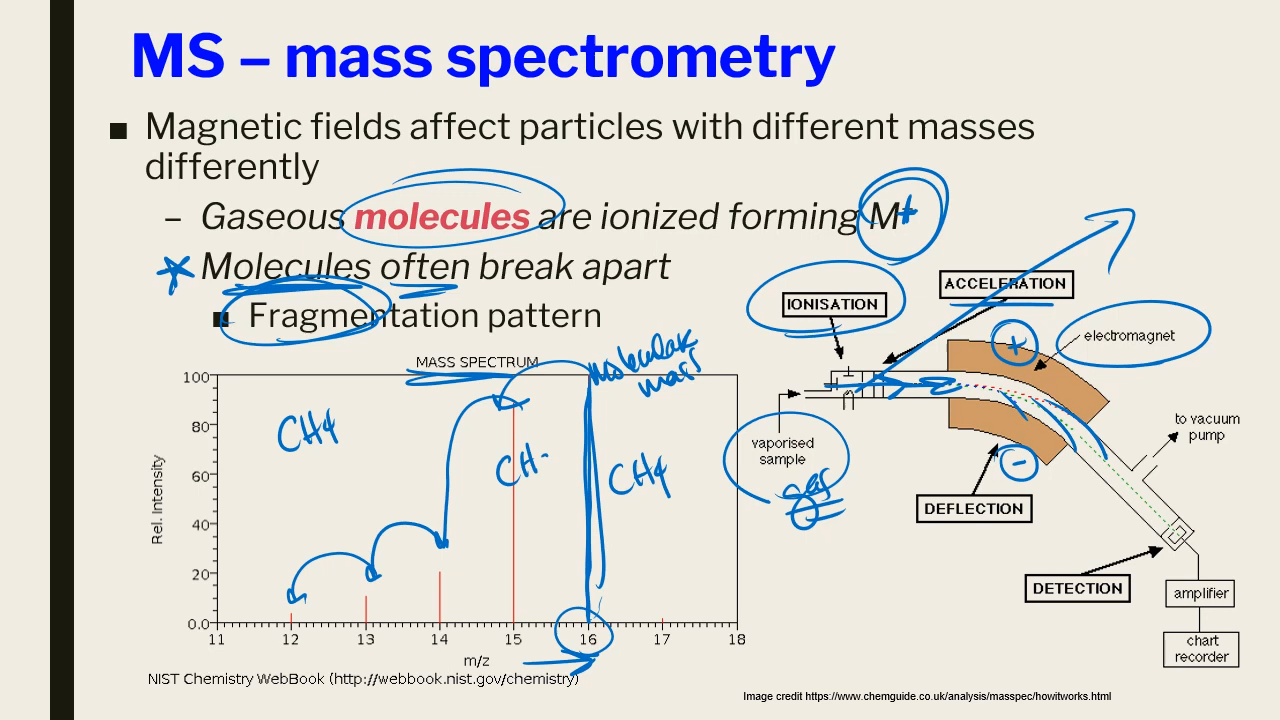 MS – mass spectrometry
■ Magnetic fields affect particles with different masses
differently
– Gaseous molecules are ionized forming M+
– Molecules often break apart
■ Fragmentation pattern
MASS SPECTRUM
molecular
mass
CH4
CH4
Rel. Intensity
100
80
60
40
20
0.0
11 12 13 14 15 16 17 18
m/z
NIST Chemistry WebBook (http://webbook.nist.gov/chemistry)
IONISATION
ACCELERATION
+
electromagnet
vaporised
sample
gas
-
to vacuum
pump
DEFLECTION
DETECTION
amplifier
chart
recorder
Image credit https://www.chemguide.co.uk/analysis/masspec/howitworks.html